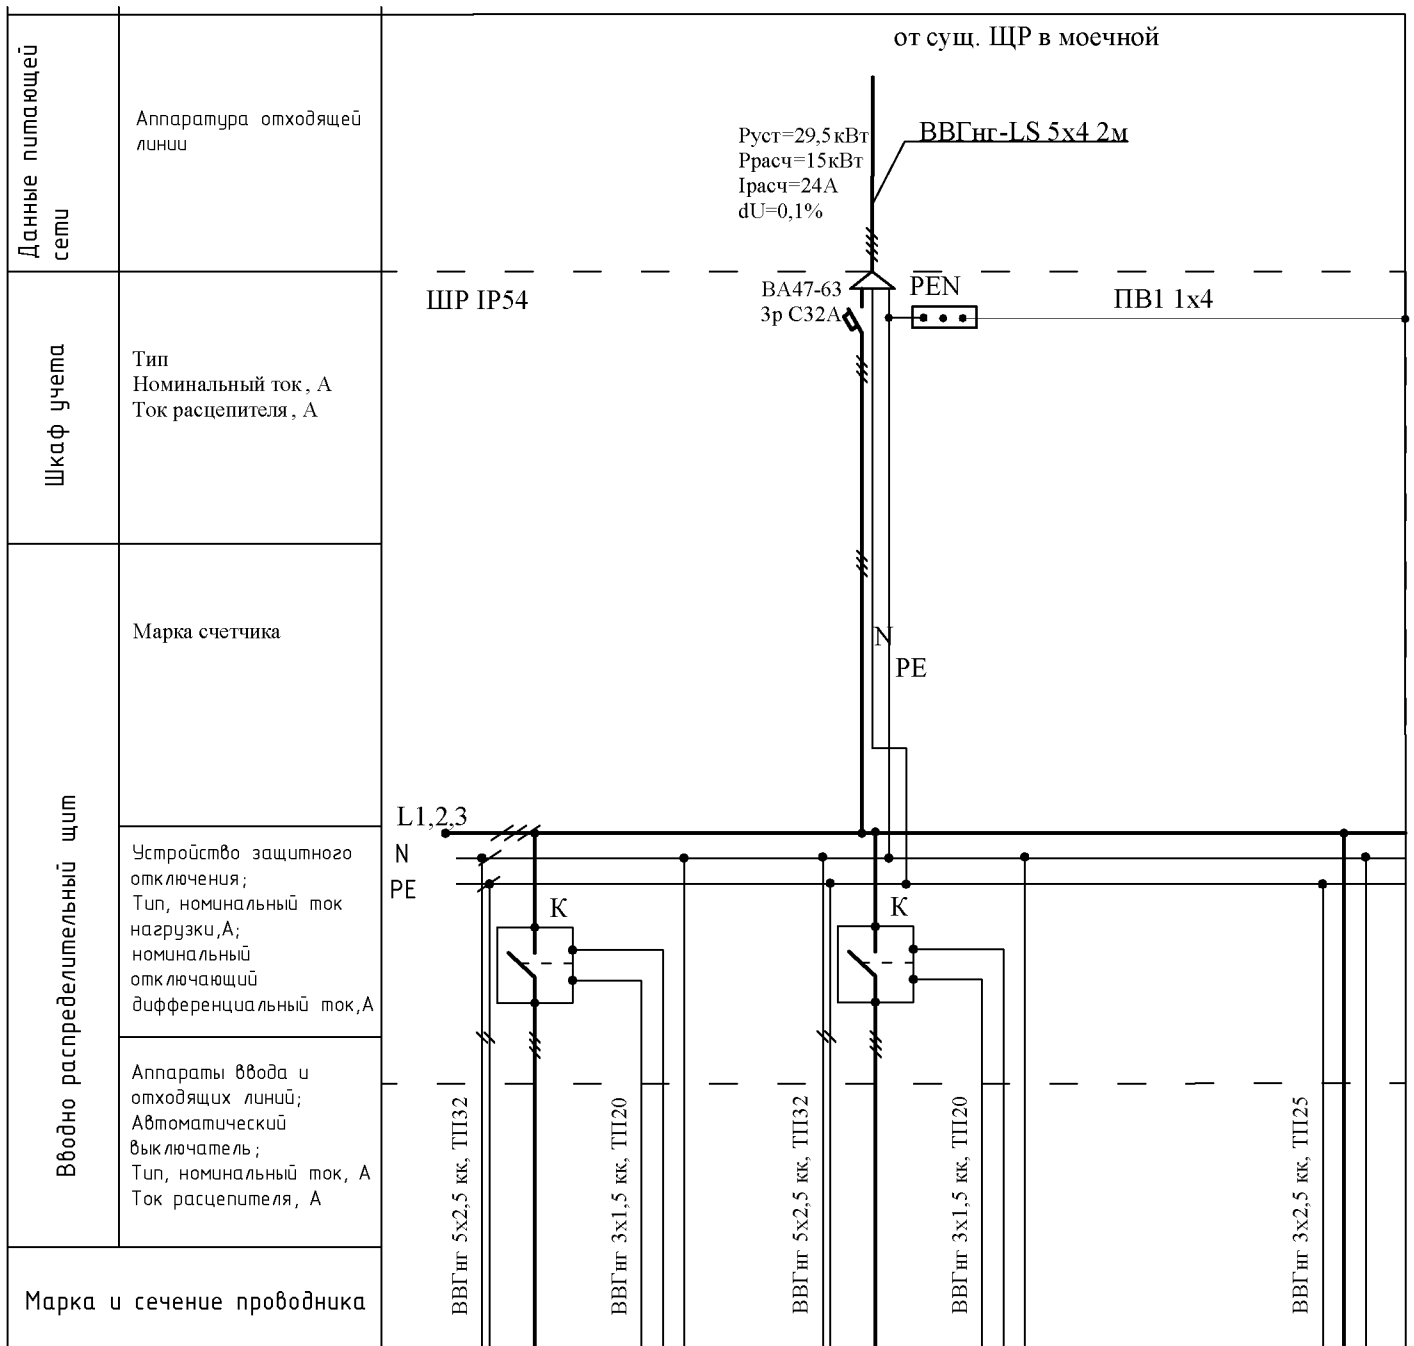 Данные питающей
сети
Аппаратура отходящей
линии
от сущ. ЩР в моечной
Руст=29,5кВт
Ррасч=15кВт
Iрасч=24А
dU=0,1%
ВВГнг-LS 5х4 2м
Шкаф учета
Тип
Номинальный ток, А
Ток расцепителя, А
ШР IP54
ВА47-63
3р С32А
PEN
ПВ1 1х4
Вводно распределительный щит
Марка счетчика
N
PE
L1,2,3
N
PE
Устройство защитного
отключения;
Тип, номинальный ток
нагрузки,А;
номинальный
отключающий
дифференциальный ток,А
К
К
Аппараты ввода и
отходящих линий;
Автоматический
выключатель;
Тип, номинальный ток, А
Ток расцепителя, А
Марка и сечение проводника
ВВГнг 5х2,5 кк, ТП32
ВВГнг 3х1,5 кк, ТП20
ВВГнг 5х2,5 кк, ТП32
ВВГнг 3х1,5 кк, ТП20
ВВГнг 3х2,5 кк, ТП25